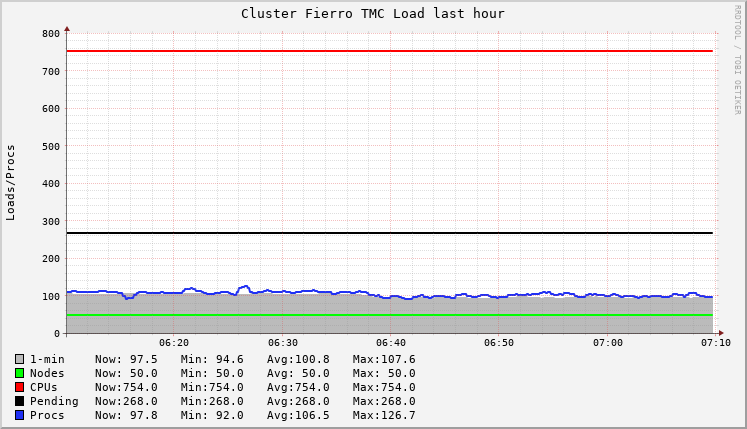 Cluster Fierro TMC Load last hour
RRDTOOL / TOBI OETIKER
Loads/Procs
800
700
600
500
400
300
200
100
0
06:20 06:30 06:40 06:50 07:00 07:10
1-min Now: 97.5 Min: 94.6 Avg:100.8 Max:107.6
Nodes Now: 50.0 Min: 50.0 Avg: 50.0 Max: 50.0
CPUs Now:754.0 Min:754.0 Avg:754.0 Max:754.0
Pending Now:268.0 Min:268.0 Avg:268.0 Max:268.0
Procs Now: 97.8 Min: 92.0 Avg:106.5 Max:126.7